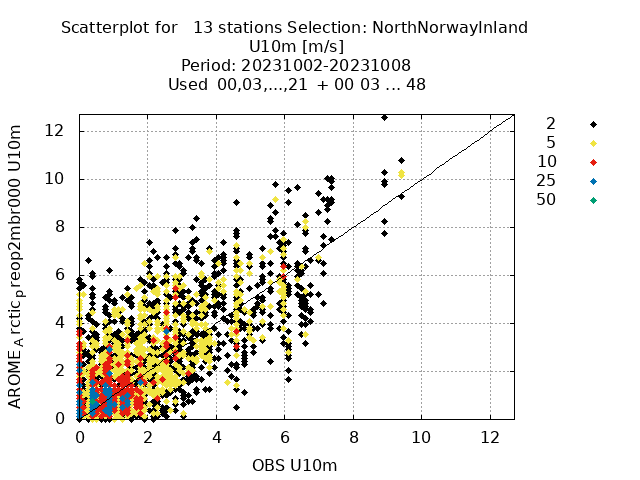 Scatterplot for   13 stations Selection: NorthNorwayInland
U10m [m/s]
Period: 20231002-20231008
Used  00,03,...,21  + 00 03 ... 48
2
5
10
25
50
AROME_Arctic_preop2mbr000 U10m
12
10
8
6
4
2
0
0 2 4 6 8 10 12
OBS U10m